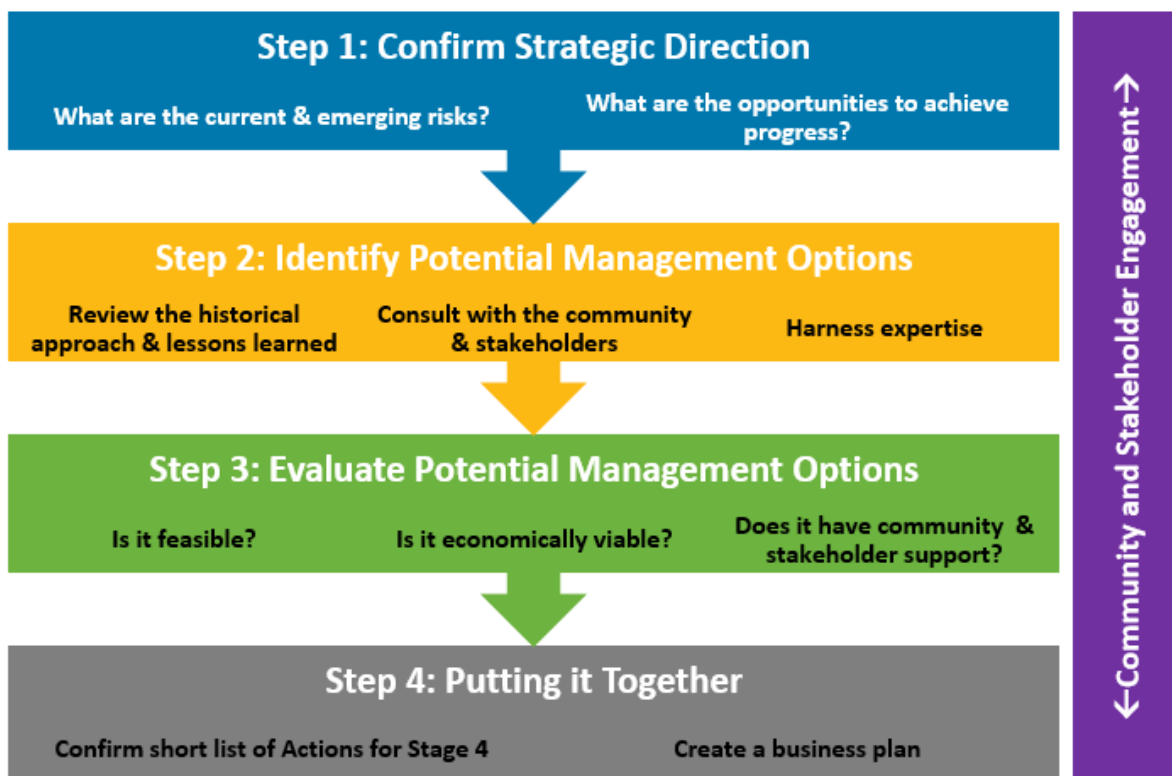 Step 1: Confirm Strategic Direction
What are the current & emerging risks?
What are the opportunities to achieve
progress?
Step 2: Identify Potential Management Options
Review the historical
approach & lessons learned
Consult with the community
& stakeholders
Harness expertise
Step 3: Evaluate Potential Management Options
Is it feasible?
Is it economically viable?
Does it have community &
stakeholder support?
Step 4: Putting it Together
Confirm short list of Actions for Stage 4
Create a business plan
←Community and Stakeholder Engagement→